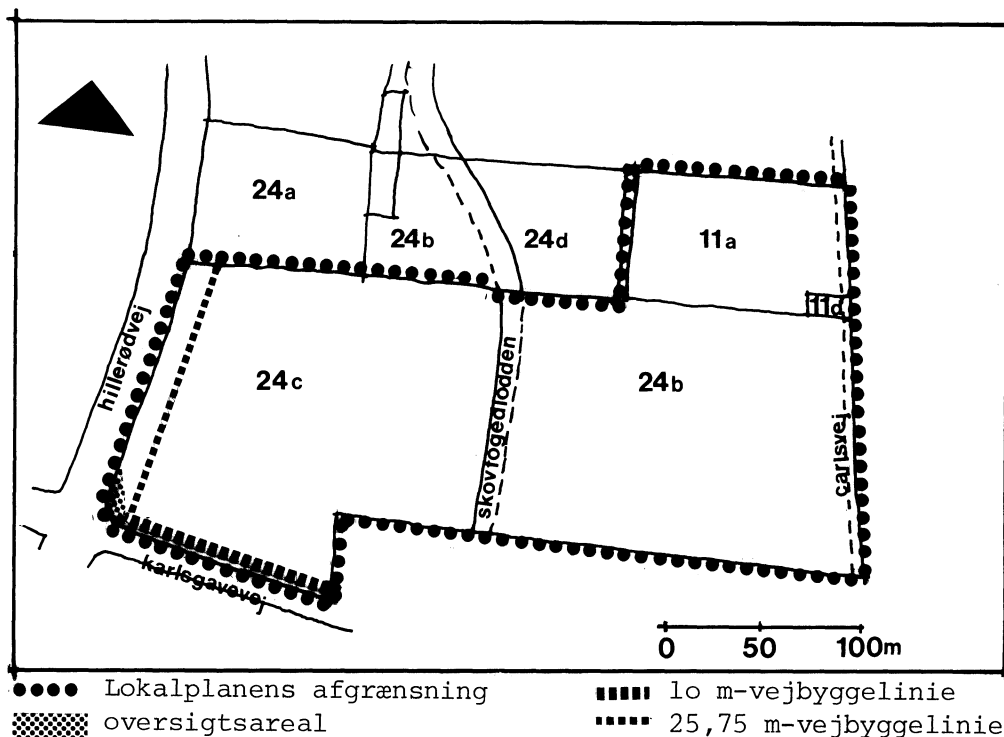 24a
24b
24d
11a
11d
hillerødvej
24c
skovfogedlodden
24b
carlsvej
karlsgavevej
0 50 100m
Lokalplanens afgrænsning
oversigtsareal
lo m-vejbyggelinie
25,75 m-vejbyggelinie